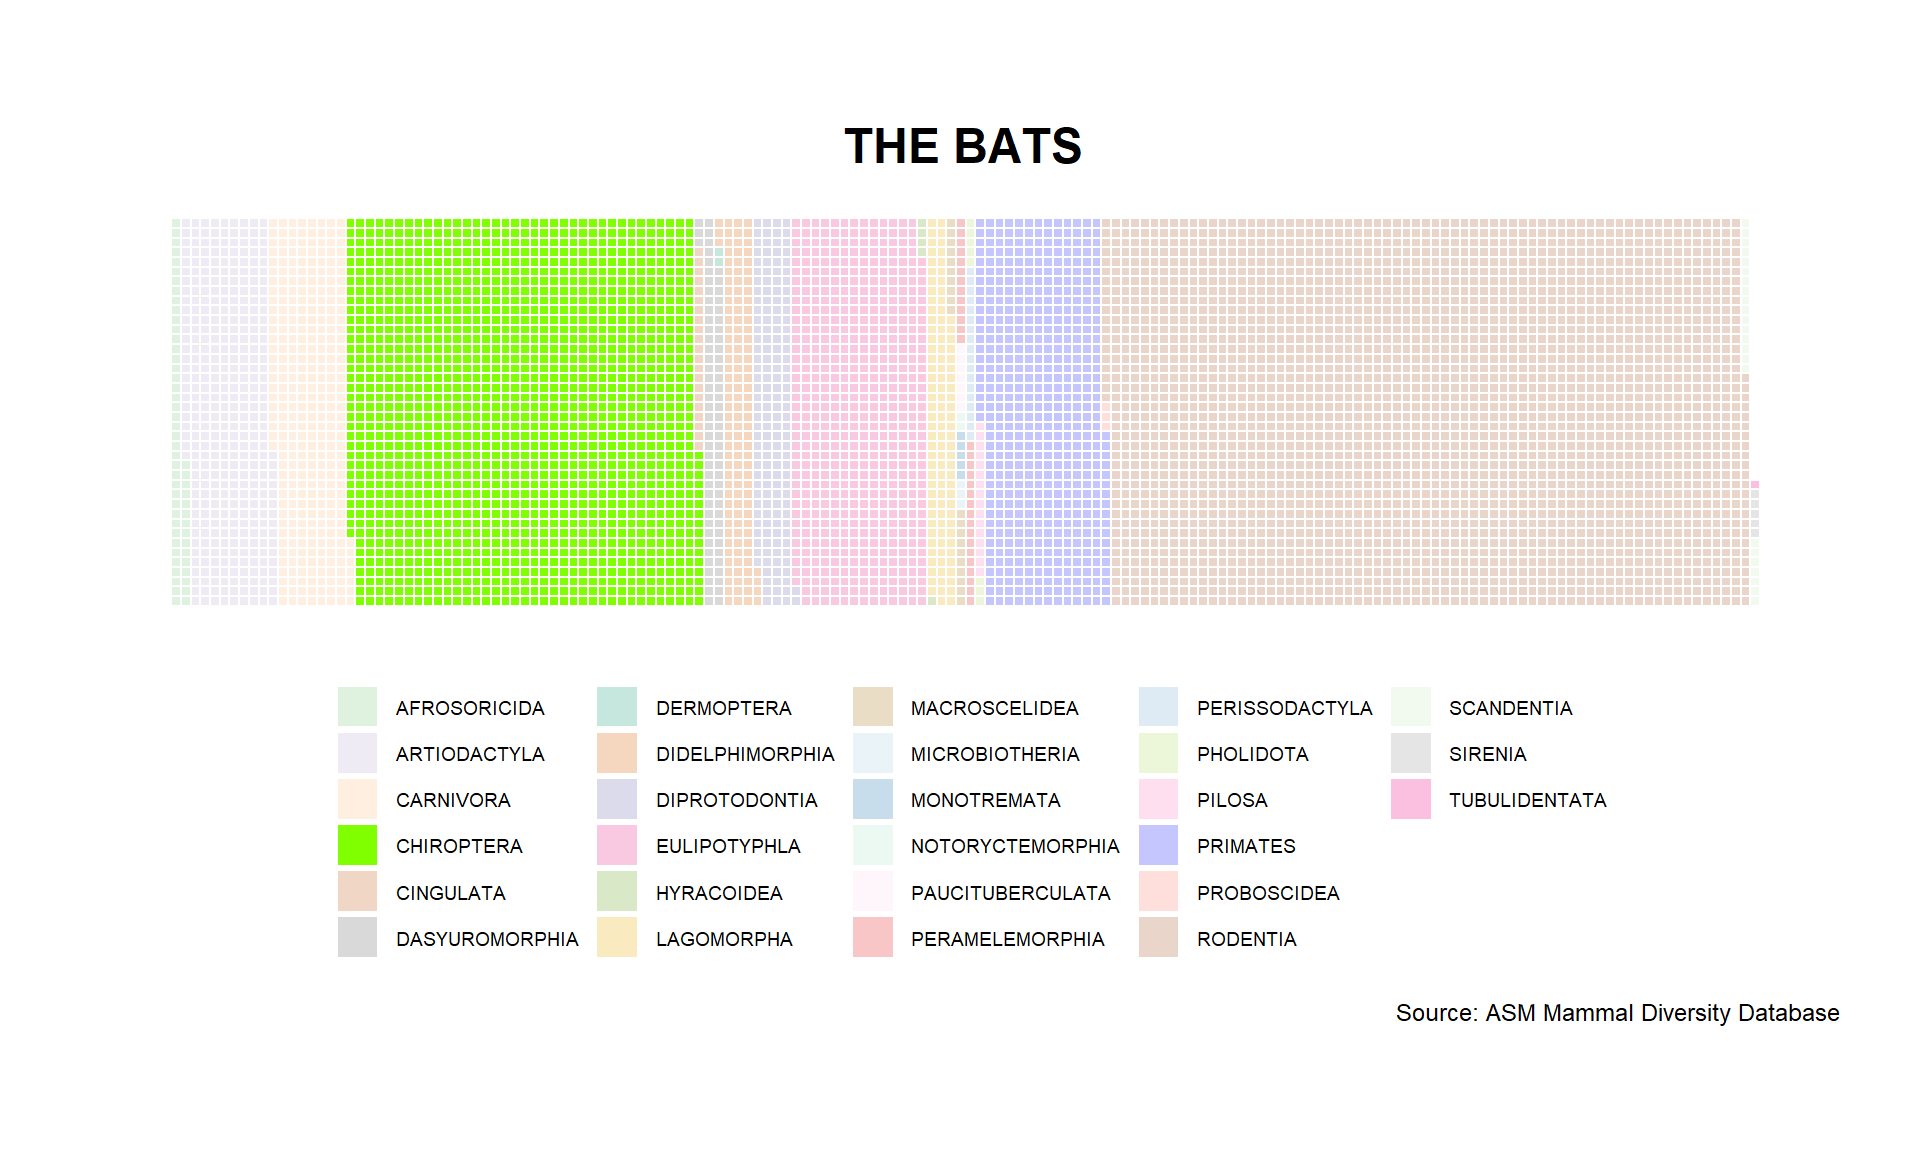 THE BATS
AFROSORICIDA
ARTIODACTYLA
CARNIVORA
CHIROPTERA
CINGULATA
DASYUROMORPHIA
DERMOPTERA
DIDELPHIMORPHIA
DIPROTODONTIA
EULIPOTYPHLA
HYRACOIDEA
LAGOMORPHA
MACROSCELIDEA
MICROBIOTHERIA
MONOTREMATA
NOTORYCTEMORPHIA
PAUCITUBERCULATA
PERAMELEMORPHIA
PERISSODACTYLA
PHOLIDOTA
PILOSA
PRIMATES
PROBOSCIDEA
RODENTIA
SCANDENTIA
SIRENIA
TUBULIDENTATA
Source: ASM Mammal Diversity Database